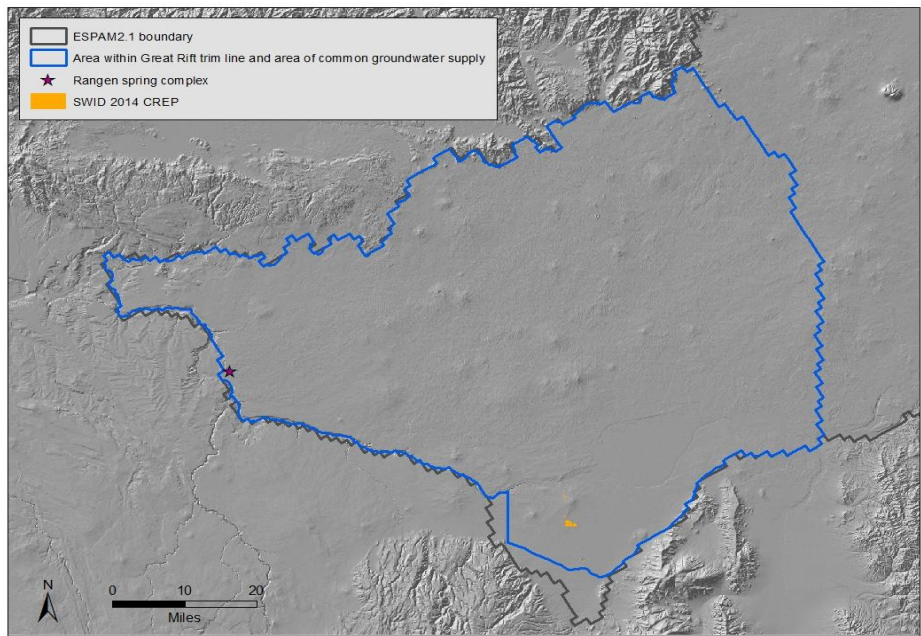 ESPAM2.1 boundary
Area within Great Rift trim line and area of common groundwater supply
Rangen spring complex
SWID 2014 CREP
N
0 10 20
Miles